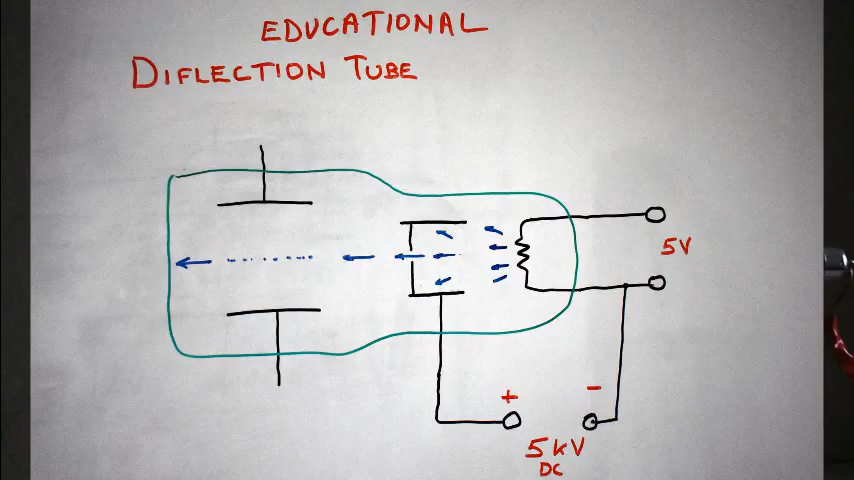 EDUCATIONAL
DIFLECTION TUBE
5V
+ -
5kV
DC